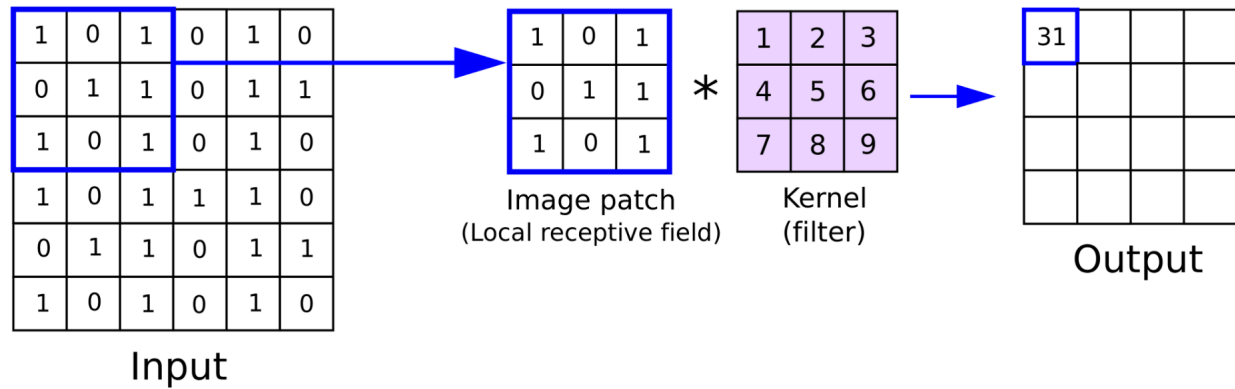 1 0 1 0 1 0
0 1 1 0 1 1
1 0 1 0 1 0
1 0 1 1 1 0
0 1 1 0 1 1
1 0 1 0 1 0
Input
1 0 1
0 1 1
1 0 1
Image patch
(Local receptive field)
*
1 2 3
4 5 6
7 8 9
Kernel
(filter)
31
Output